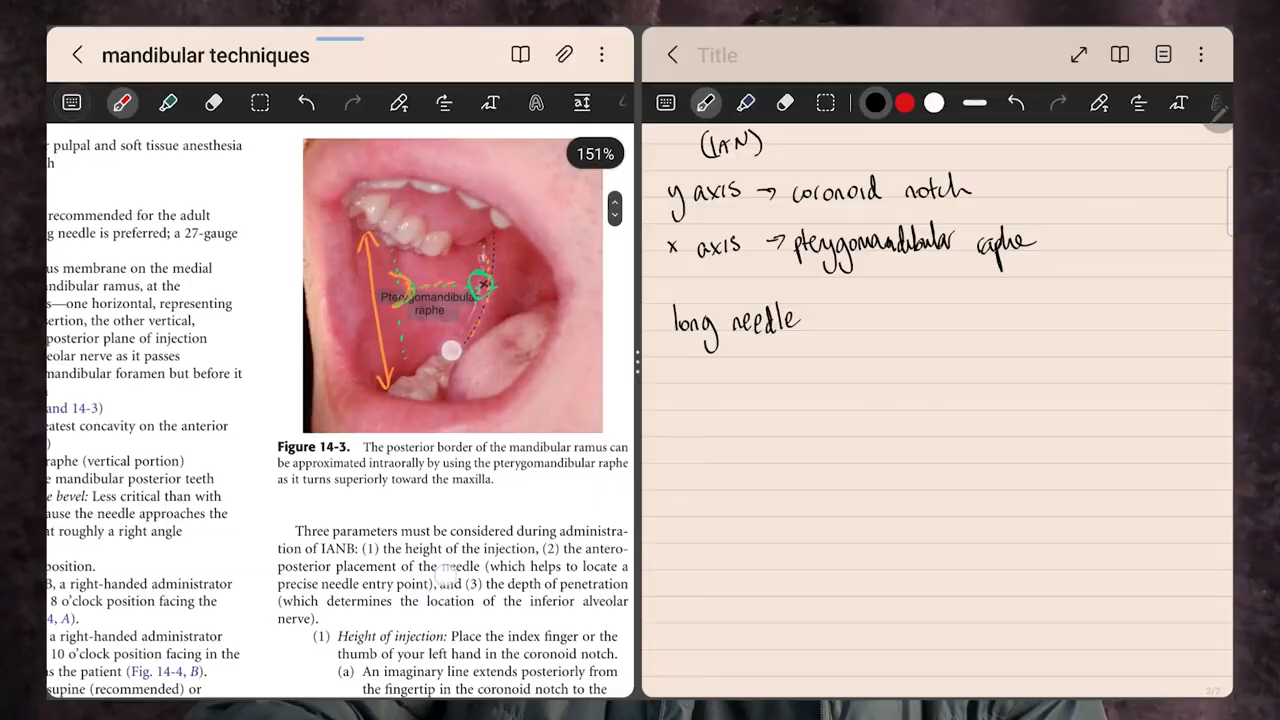 mandibular techniques
Title
r pulpal and soft tissue anesthesia
h
recommended for the adult
g needle is preferred; a 27-gauge
us membrane on the medial
andibular ramus, at the
s—one horizontal, representing
sertion, the other vertical,
posterior plane of injection
eolar nerve as it passes
mandibular foramen but before it
and 14-3)
eatest concavity on the anterior
)
raphe (vertical portion)
e mandibular posterior teeth
e bevel: Less critical than with
ause the needle approaches the
at roughly a right angle
position.
B, a right-handed administrator
8 o'clock position facing the
4, A).
a right-handed administrator
10 o'clock position facing in the
s the patient (Fig. 14-4, B).
supine (recommended) or
151%
Pterygomandibular
raphe
Figure 14-3. The posterior border of the mandibular ramus can
be approximated intraorally by using the pterygomandibular raphe
as it turns superiorly toward the maxilla.
Three parameters must be considered during administra-
tion of IANB: (1) the height of the injection, (2) the antero-
posterior placement of the needle (which helps to locate a
precise needle entry point), and (3) the depth of penetration
(which determines the location of the inferior alveolar
nerve).
(1) Height of injection: Place the index finger or the
thumb of your left hand in the coronoid notch.
(a) An imaginary line extends posteriorly from
the fingertip in the coronoid notch to the
(IAN)
y axis → coronoid notch
x axis → pterygomandibular raphe
long needle
2/2